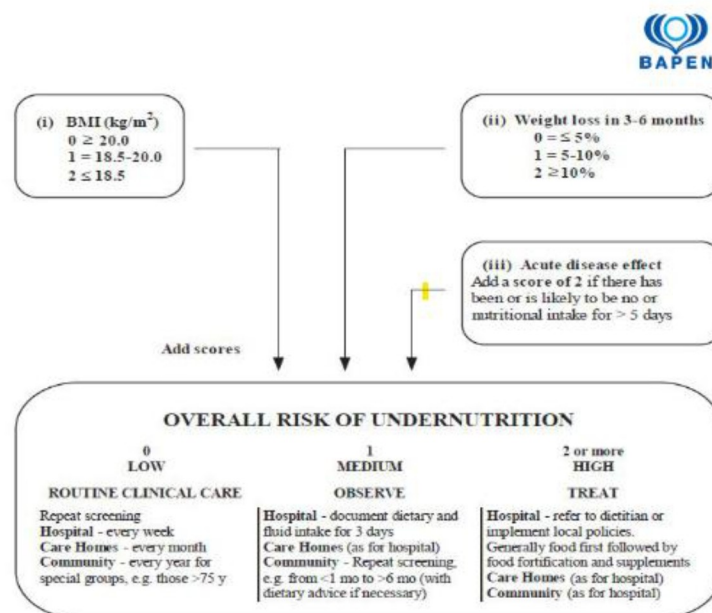 BAPEN
(i) BMI (kg/m²)
0 ≥ 20.0
1 = 18.5-20.0
2 ≤ 18.5
(ii) Weight loss in 3-6 months
0 = ≤ 5%
1 = 5-10%
2 ≥10%
(iii) Acute disease effect
Add a score of 2 if there has
been or is likely to be no or
nutritional intake for > 5 days
Add scores
OVERALL RISK OF UNDERNUTRITION
0
LOW
ROUTINE CLINICAL CARE
Repeat screening
Hospital - every week
Care Homes - every month
Community - every year for
special groups, e.g. those >75 y
1
MEDIUM
OBSERVE
Hospital - document dietary and
fluid intake for 3 days
Care Homes (as for hospital)
Community - Repeat screening,
e.g. from <1 mo to >6 mo (with
dietary advice if necessary)
2 or more
HIGH
TREAT
Hospital - refer to dietitian or
implement local policies.
Generally food first followed by
food fortification and supplements
Care Homes (as for hospital)
Community (as for hospital)